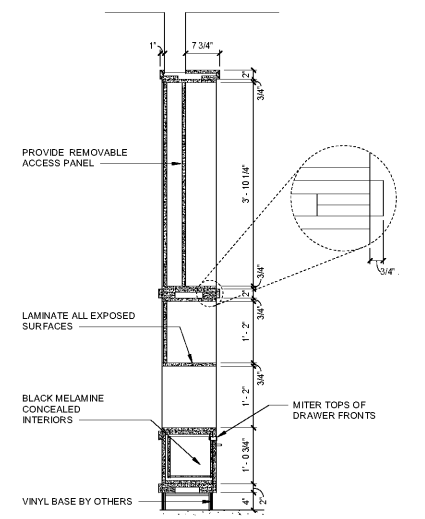 1"
7 3/4"
2"
3/4"
PROVIDE REMOVABLE
ACCESS PANEL
3' - 10 1/4"
3/4"
3/4"
2"
3/4"
LAMINATE ALL EXPOSED
SURFACES
1' - 2"
3/4"
BLACK MELAMINE
CONCEALED
INTERIORS
1' - 2"
MITER TOPS OF
DRAWER FRONTS
1' - 0 3/4"
VINYL BASE BY OTHERS
4"
2"